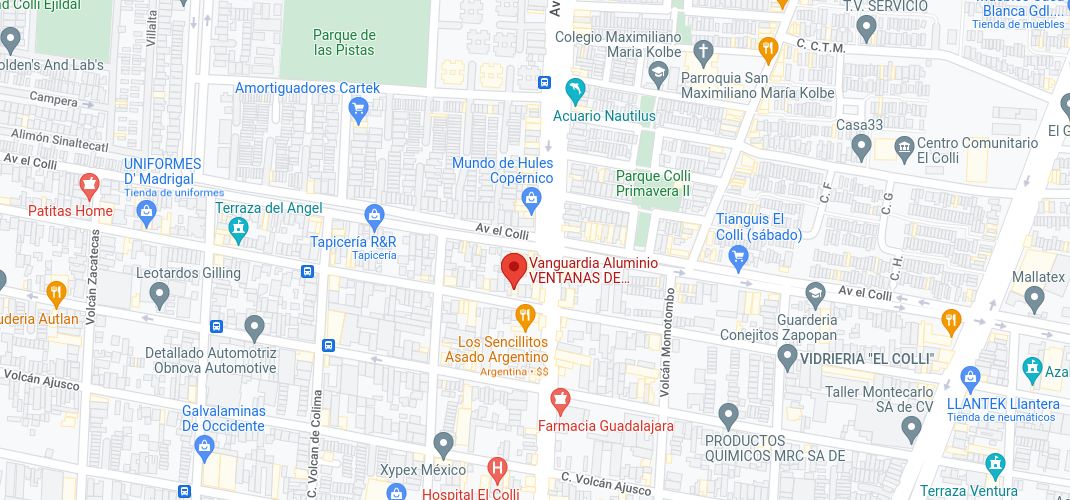 d Colli Ejidal
Villalta
Parque de
las Pistas
Av
T.V. SERVICIO
Blanca Gdl....
Tienda de muebles
Colegio Maximiliano
Maria Kolbe
C. C.T.M.
olden's And Lab's
Parroquia San
Maximiliano María Kolbe
Campera
Amortiguadores Cartek
Acuario Nautilus
Casa33
El G
Alimón Sinaltecatl
Centro Comunitario
El Colli
Av el Colli
UNIFORMES
D' Madrigal
Tienda de uniformes
Mundo de Hules
Copérnico
Parque Colli
Primavera II
C. F
C. G
Patitas Home
Terraza del Angel
Tianguis El
Colli (sábado)
Av el Colli
Tapicería R&R
Tapicería
Volcán Zacatecas
Leotardos Gilling
Vanguardia Aluminio
VENTANAS DE...
C. H.
Mallatex
Av el Colli
uderia Autlan
Volcán Momotombo
Guarderia
Conejitos Zapopan
Los Sencillitos
Asado Argentino
Argentina • $$
Detallado Automotriz
Obnova Automotive
VIDRIERIA "EL COLLI"
Volcán Ajusco
C. Volcan de Colima
Taller Montecarlo
SA de CV
Aza
LLANTEK Llantera
Tienda de neumáticos
Galvalaminas
De Occidente
Farmacia Guadalajara
PRODUCTOS
QUIMICOS MRC SA DE
Xypex México
C. Volcán Ajusco
Hospital El Colli
Terraza Ventura